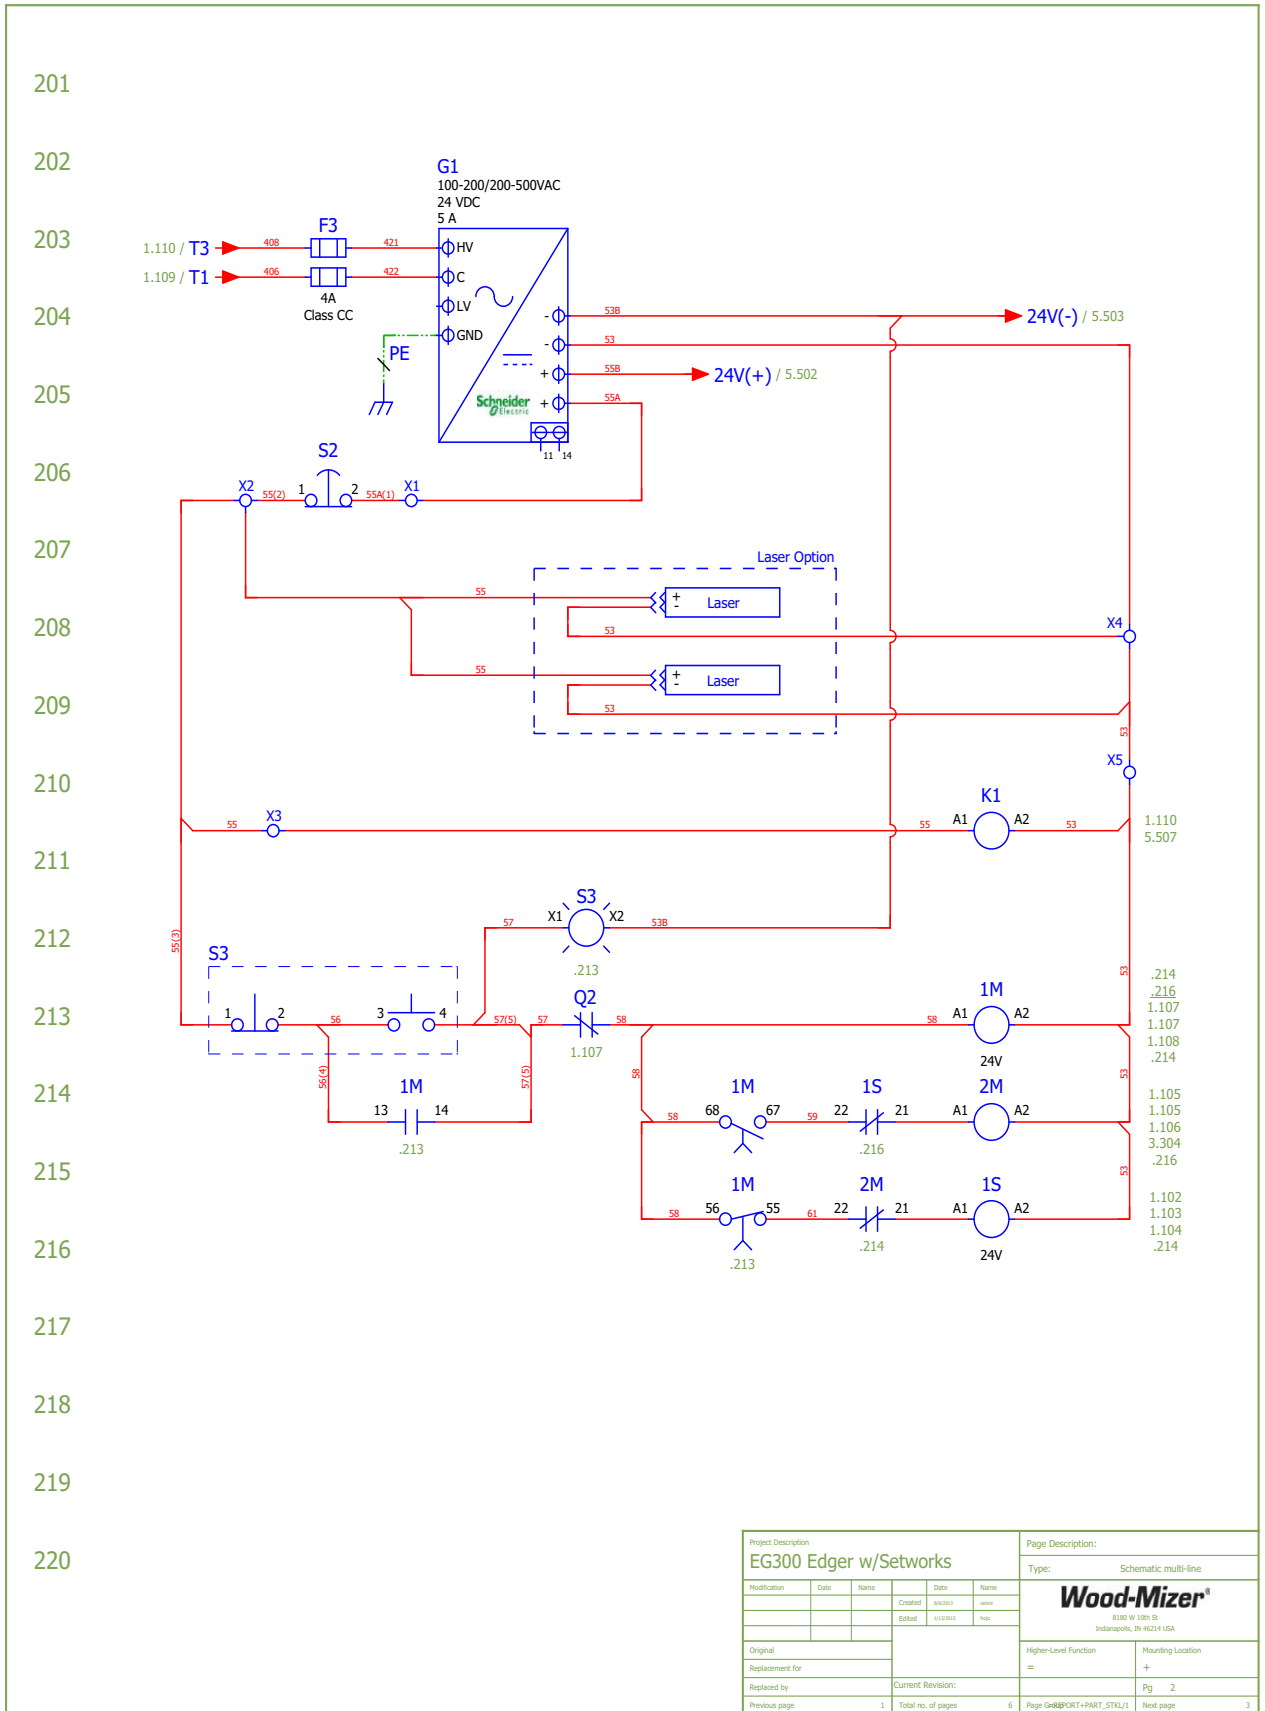 201
202
G1
100-200/200-500VAC
24 VDC
5 A
203
F3
1.110 / T3
408
421
HV
1.109 / T1
406
422
C
4A
Class CC
LV
204
53B
-
24V(-) / 5.503
GND
53
-
PE
55B
+
24V(+) / 5.502
205
Schneider
Electric
55A
+
11 14
206
S2
X2
55(2)
1
2
55A(1)
X1
207
Laser Option
55
+
-
Laser
208
53
X4
55
+
-
Laser
209
53
53
X5
210
K1
X3
55
55
A1
A2
53
1.110
5.507
211
S3
57
X1
X2
53B
212
55(3)
.213
S3
53
.214
.216
1.107
1.107
1.108
.214
213
1
2
56
3
4
57(5)
57
Q2
58
1.107
58
1M
A1
A2
24V
56(4)
57(5)
58
53
214
1M
13
14
.213
58
1M
68
67
59
1S
22
21
.216
2M
A1
A2
1.105
1.105
1.106
3.304
.216
215
53
58
1M
56
55
.213
61
2M
22
21
.214
1S
A1
A2
24V
1.102
1.103
1.104
.214
216
217
218
219
220
Project Description
EG300 Edger w/Setworks
Page Description:
Type:
Schematic multi-line
Modification
Date
Name
Date
Name
Created
Edited
Wood-Mizer®
8180 W 10th St
Indianapolis, IN 46214 USA
Original
Replacement for
Replaced by
Current Revision:
Higher-Level Function
=
Mounting Location
+
Pg 2
Previous page 1
Total no. of pages 6
Page
Next page 3